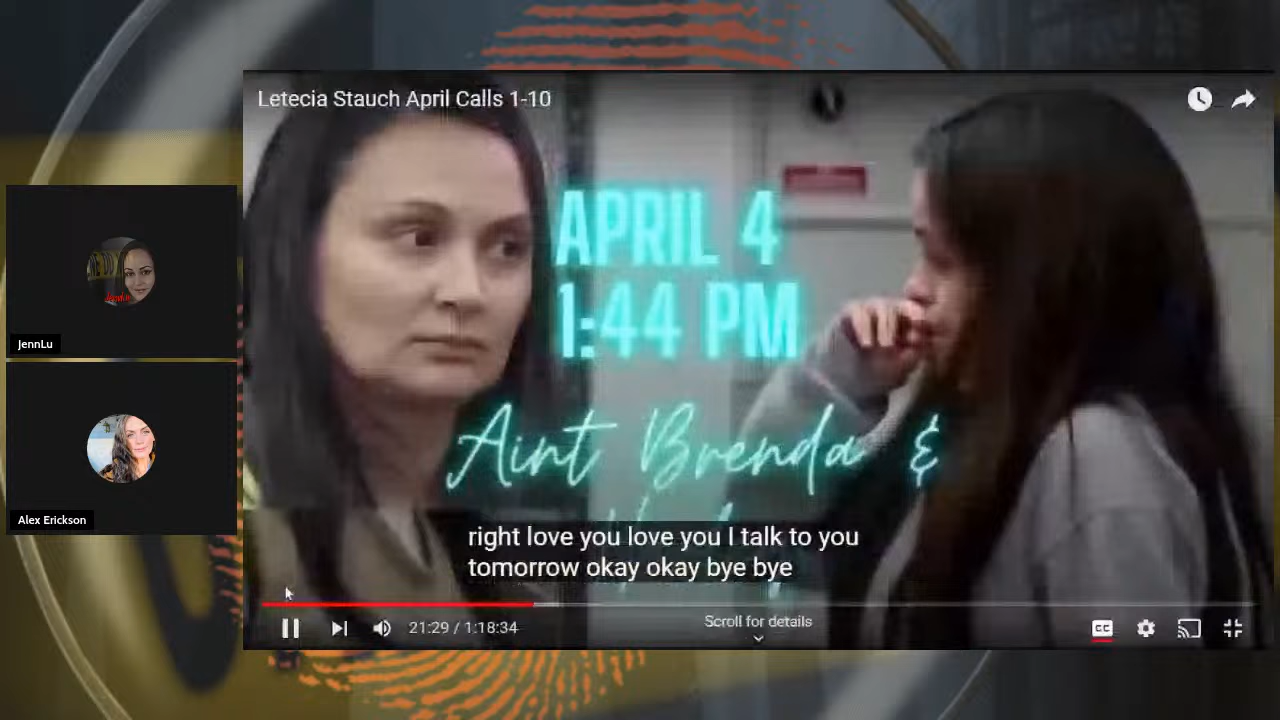 Letecia Stauch April Calls 1-10
APRIL 4
1:44 PM
Aint Brenda &
right love you love you I talk to you
tomorrow okay okay bye bye
21:29 / 1:18:34
Scroll for details
CC
JennLu
Alex Erickson